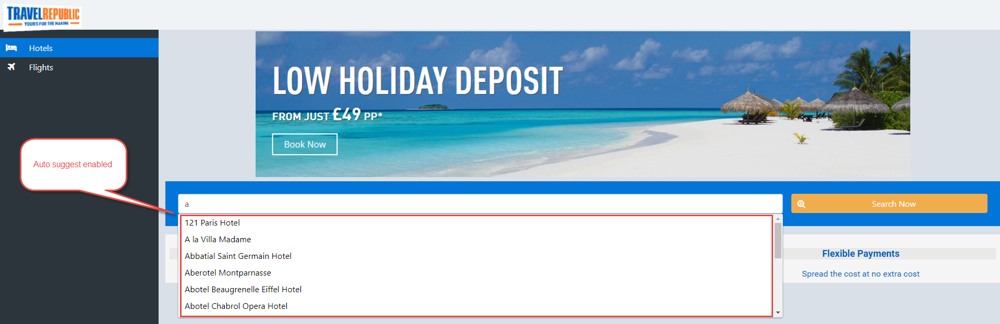 TRAVELREPUBLIC
YOURS FOR THE MAKING
Hotels
Flights
LOW HOLIDAY DEPOSIT
FROM JUST £49 PP*
Book Now
Auto suggest enabled
a
Search Now
121 Paris Hotel
A la Villa Madame
Abbatial Saint Germain Hotel
Aberotel Montparnasse
Abotel Beaugrenelle Eiffel Hotel
Abotel Chabrol Opera Hotel
Flexible Payments
Spread the cost at no extra cost